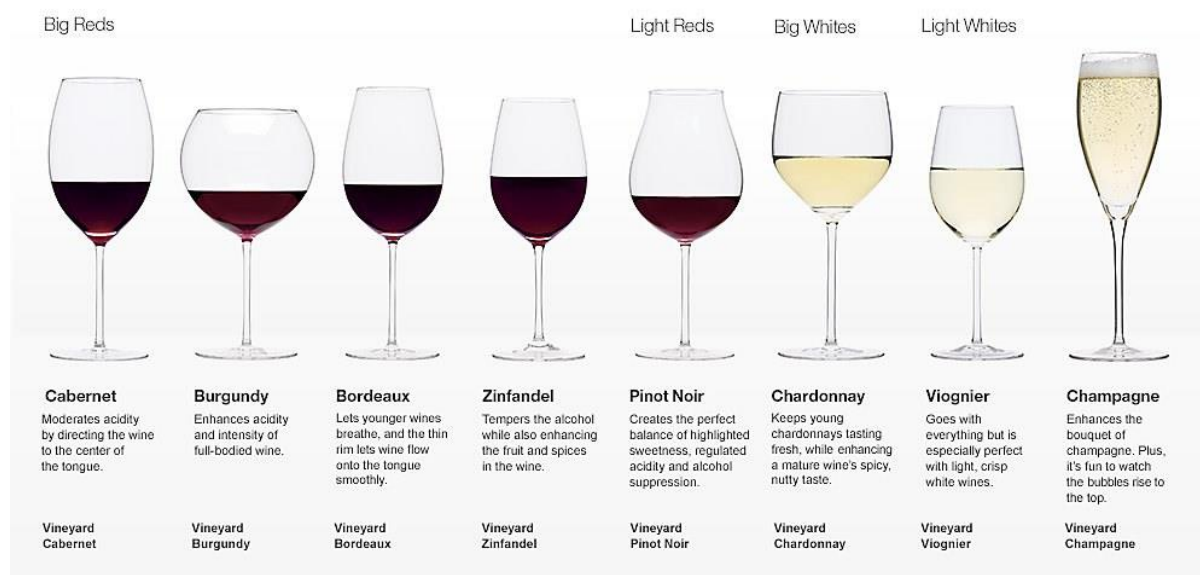 Big Reds
Light Reds
Big Whites
Light Whites
Cabernet
Moderates acidity
by directing the wine
to the center of
the tongue.
Vineyard
Cabernet
Burgundy
Enhances acidity
and intensity of
full-bodied wine.
Vineyard
Burgundy
Bordeaux
Lets younger wines
breathe, and the thin
rim lets wine flow
onto the tongue
smoothly.
Vineyard
Bordeaux
Zinfandel
Tempers the alcohol
while also enhancing
the fruit and spices
in the wine.
Vineyard
Zinfandel
Pinot Noir
Creates the perfect
balance of highlighted
sweetness, regulated
acidity and alcohol
suppression.
Vineyard
Pinot Noir
Chardonnay
Keeps young
chardonnays tasting
fresh, while enhancing
a mature wine's spicy,
nutty taste.
Vineyard
Chardonnay
Viognier
Goes with
everything but is
especially perfect
with light, crisp
white wines.
Vineyard
Viognier
Champagne
Enhances the
bouquet of
champagne. Plus,
it's fun to watch
the bubbles rise to
the top.
Vineyard
Champagne